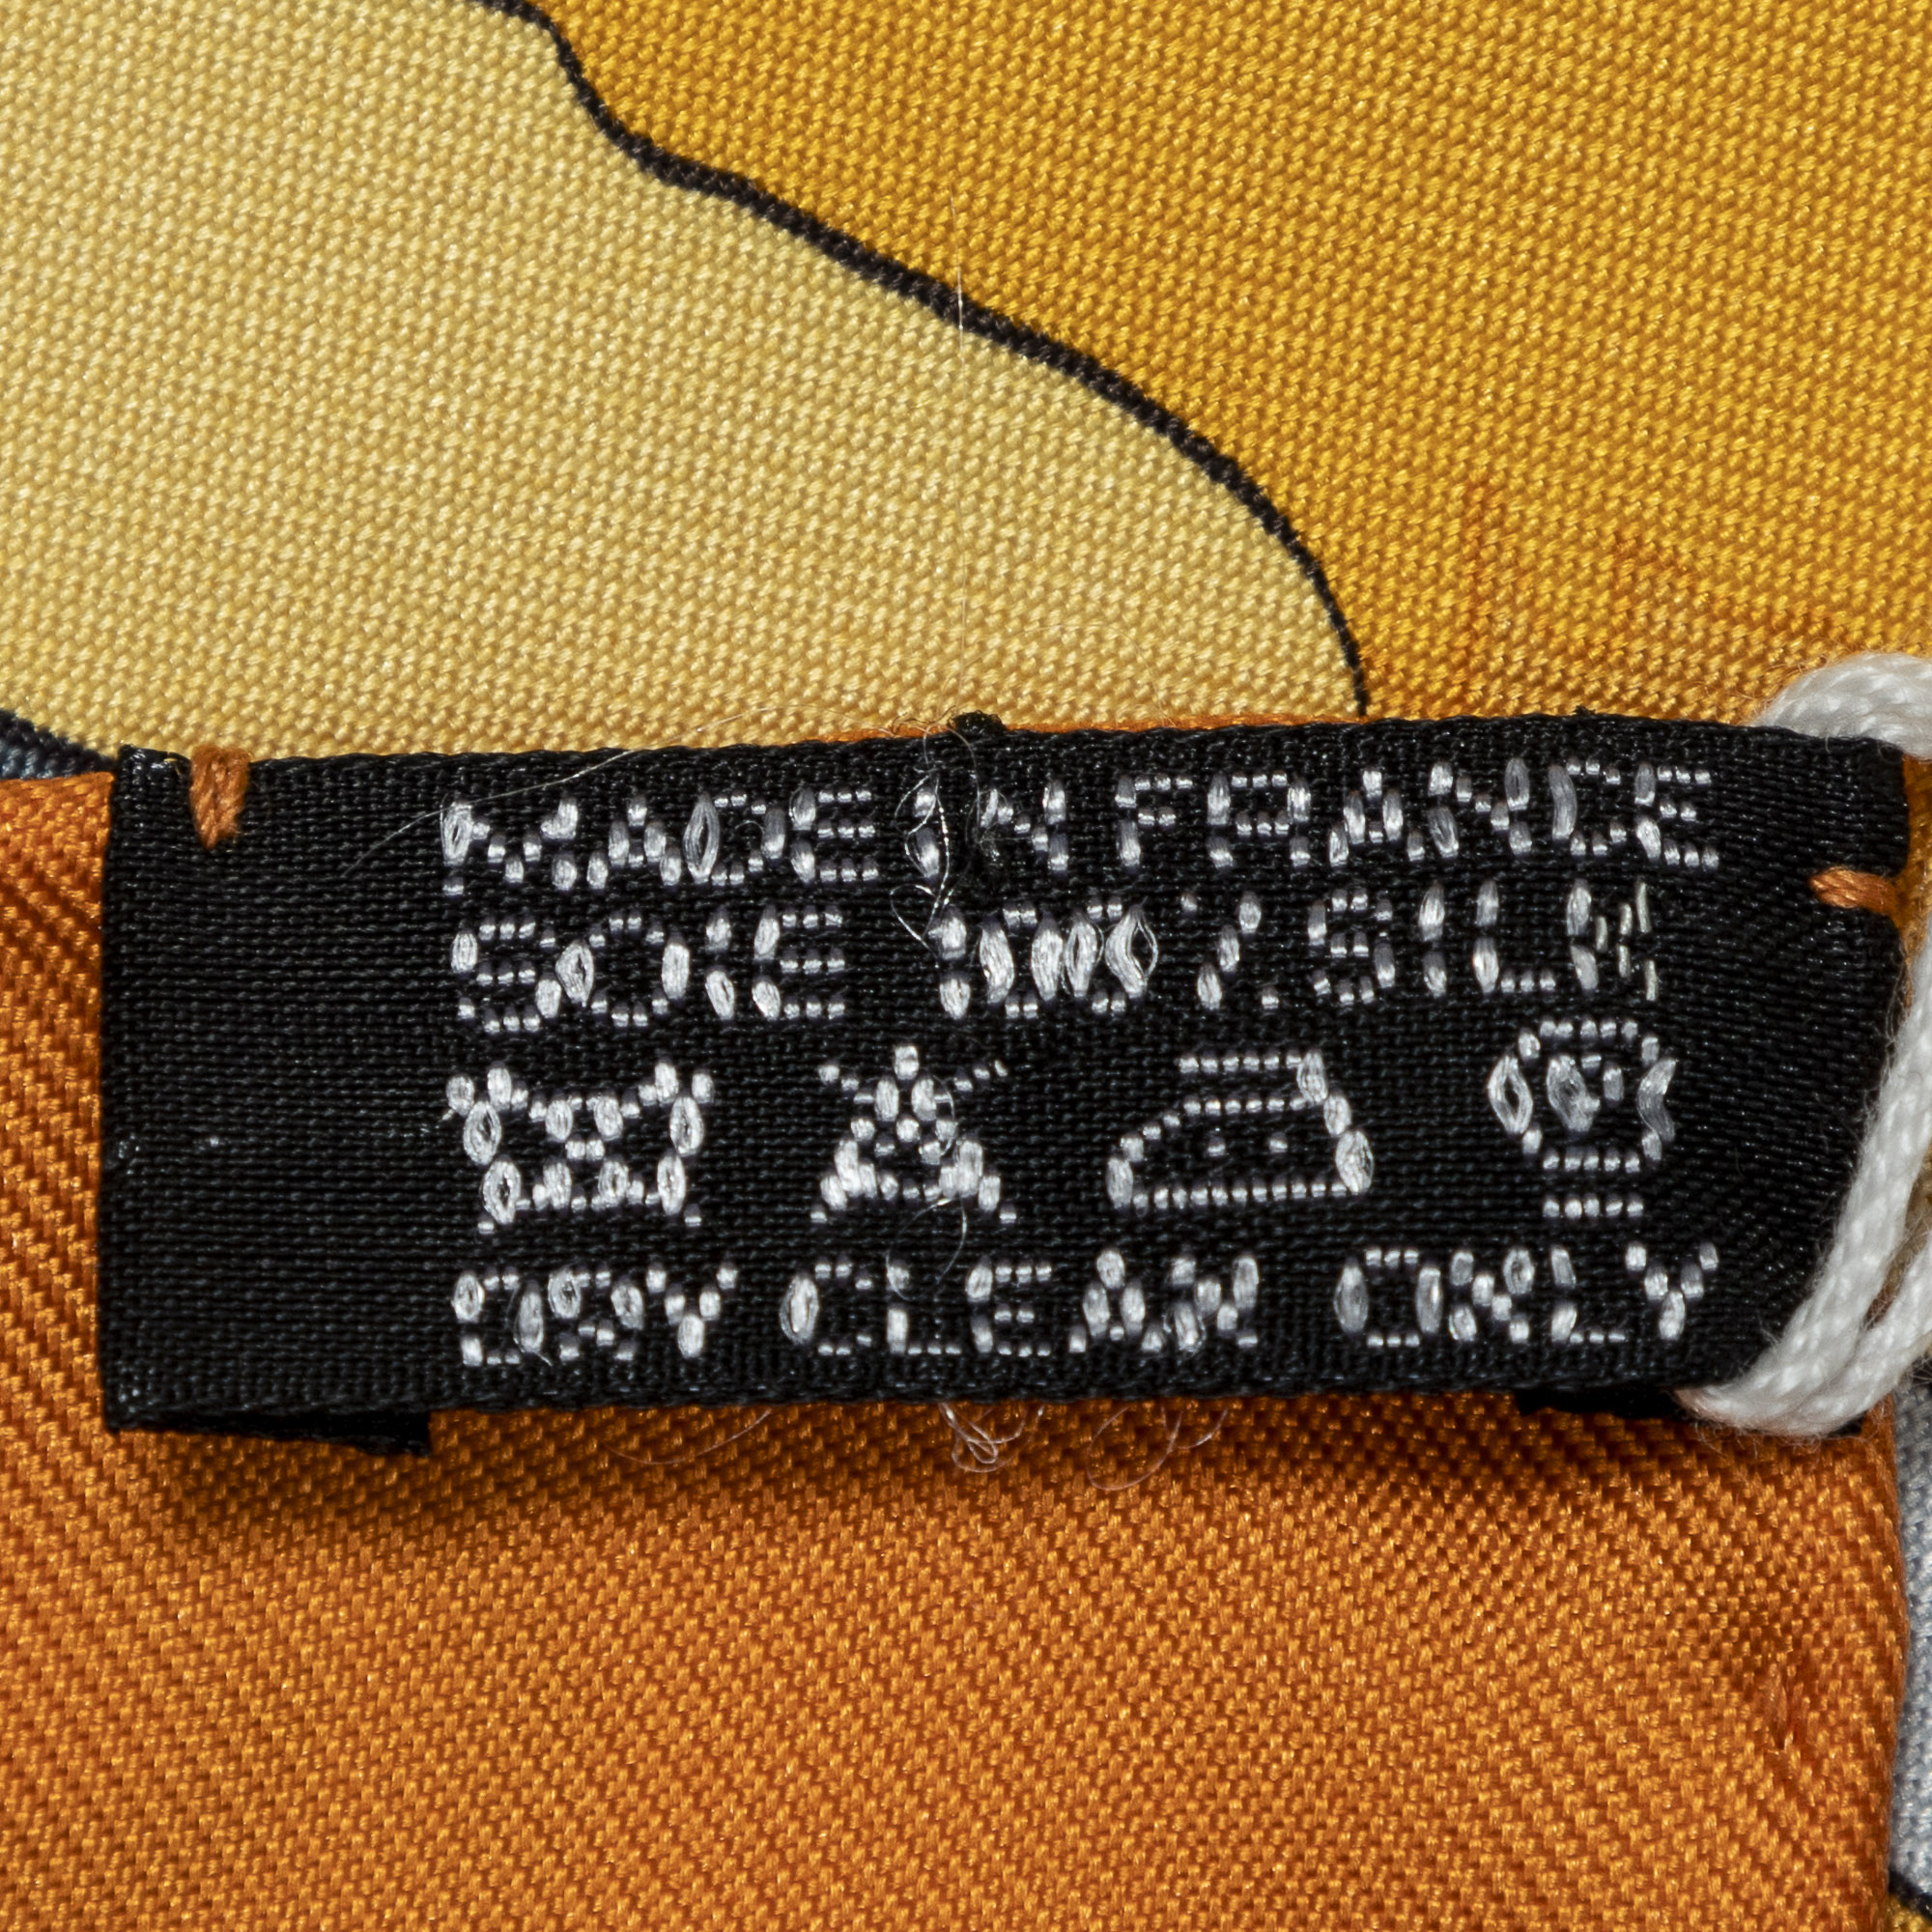 MADE IN FRANCE
SOIE 100% SILK
P
DRY CLEAN ONLY